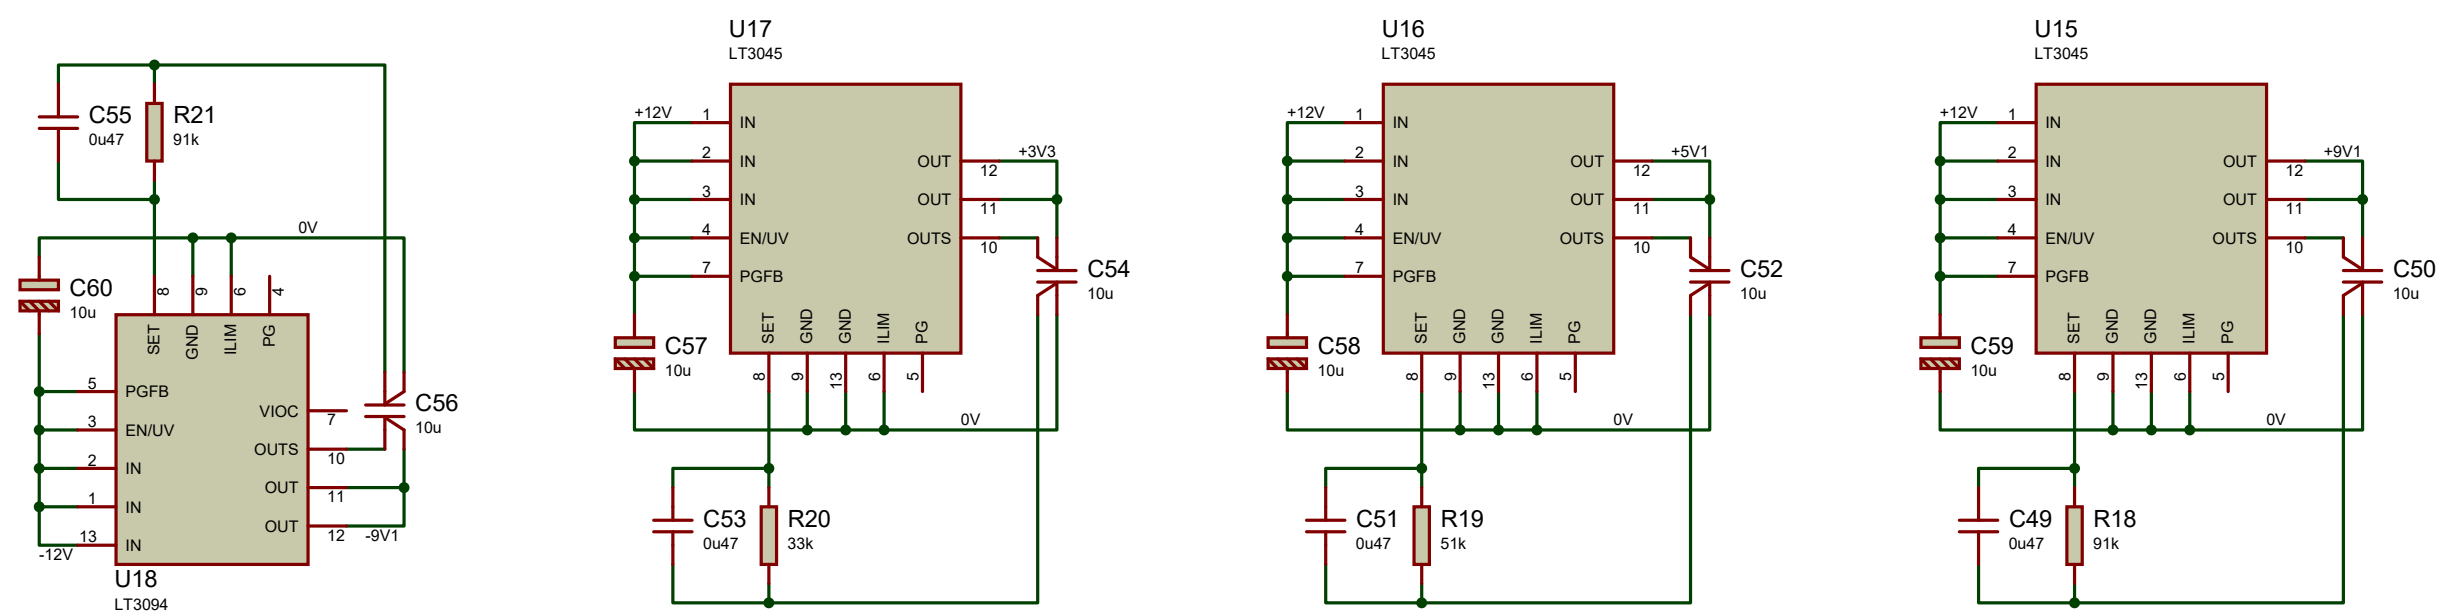 C55
0u47
R21
91k
0V
C60
10u
8
9
6
4
SET
GND
ILIM
PG
5
PGFB
3
EN/UV
2
IN
1
IN
13
IN
-12V
VIOC
7
OUTS
10
OUT
11
OUT
12
-9V1
C56
10u
U18
LT3094
U17
LT3045
+12V
1
IN
2
IN
3
IN
4
EN/UV
7
PGFB
OUT
12
+3V3
OUT
11
OUTS
10
C54
10u
SET
GND
GND
ILIM
PG
8
9
13
6
5
C57
10u
0V
C53
0u47
R20
33k
U16
LT3045
+12V
1
IN
2
IN
3
IN
4
EN/UV
7
PGFB
OUT
12
+5V1
OUT
11
OUTS
10
C52
10u
SET
GND
GND
ILIM
PG
8
9
13
6
5
C58
10u
0V
C51
0u47
R19
51k
U15
LT3045
+12V
1
IN
2
IN
3
IN
4
EN/UV
7
PGFB
OUT
12
+9V1
OUT
11
OUTS
10
C50
10u
SET
GND
GND
ILIM
PG
8
9
13
6
5
C59
10u
0V
C49
0u47
R18
91k